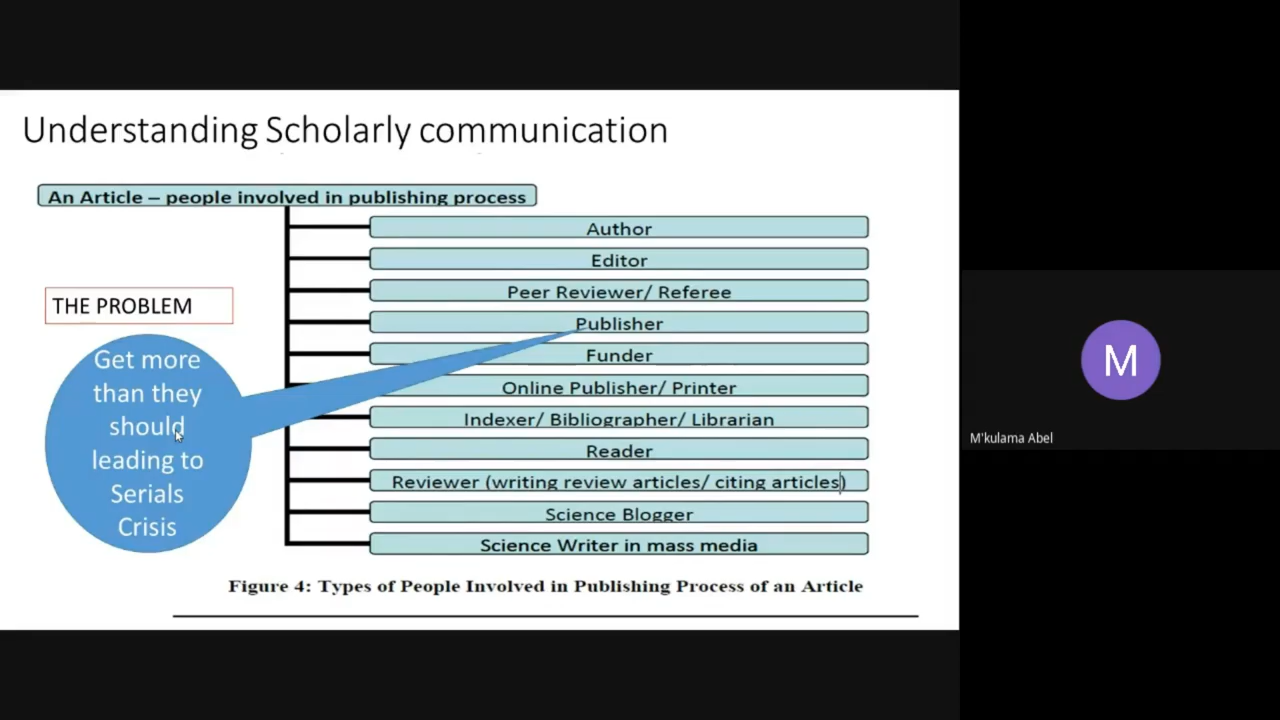 Understanding Scholarly communication
An Article – people involved in publishing process
Author
Editor
Peer Reviewer/ Referee
Publisher
Funder
Online Publisher/ Printer
Indexer/ Bibliographer/ Librarian
Reader
Reviewer (writing review articles/ citing articles)
Science Blogger
Science Writer in mass media
THE PROBLEM
Get more
than they
should
leading to
Serials
Crisis
Figure 4: Types of People Involved in Publishing Process of an Article
M
M'kulama Abel